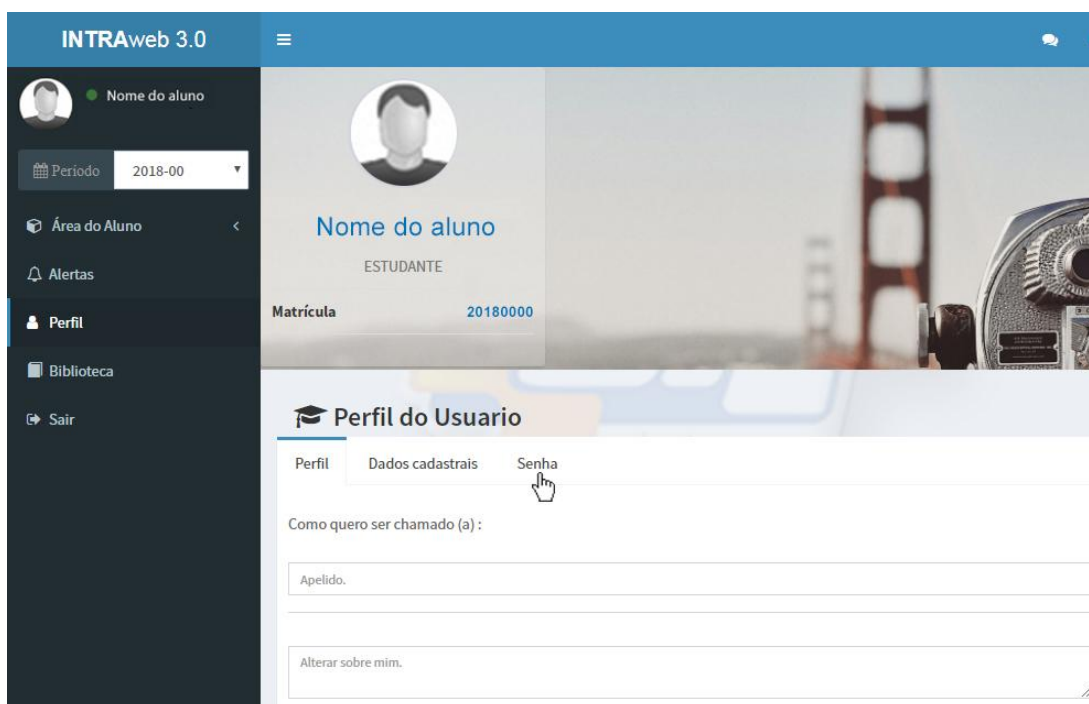 INTRAweb 3.0
Nome do aluno
Período 2018-00
Área do Aluno
Alertas
Perfil
Biblioteca
Sair
Nome do aluno
ESTUDANTE
Matrícula 20180000
Perfil do Usuario
Perfil Dados cadastrais Senha
Como quero ser chamado (a) :
Apelido.
Alterar sobre mim.